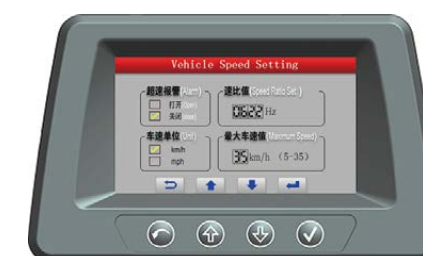 Vehicle Speed Setting
超速报警(Alarm)
打开(Open)
关闭(close)
速比值(Speed Ratio Set )
0622 Hz
车速单位(Unit)
km/h
mph
最大车速值(Maximum Speed)
35 km/h (5-35)